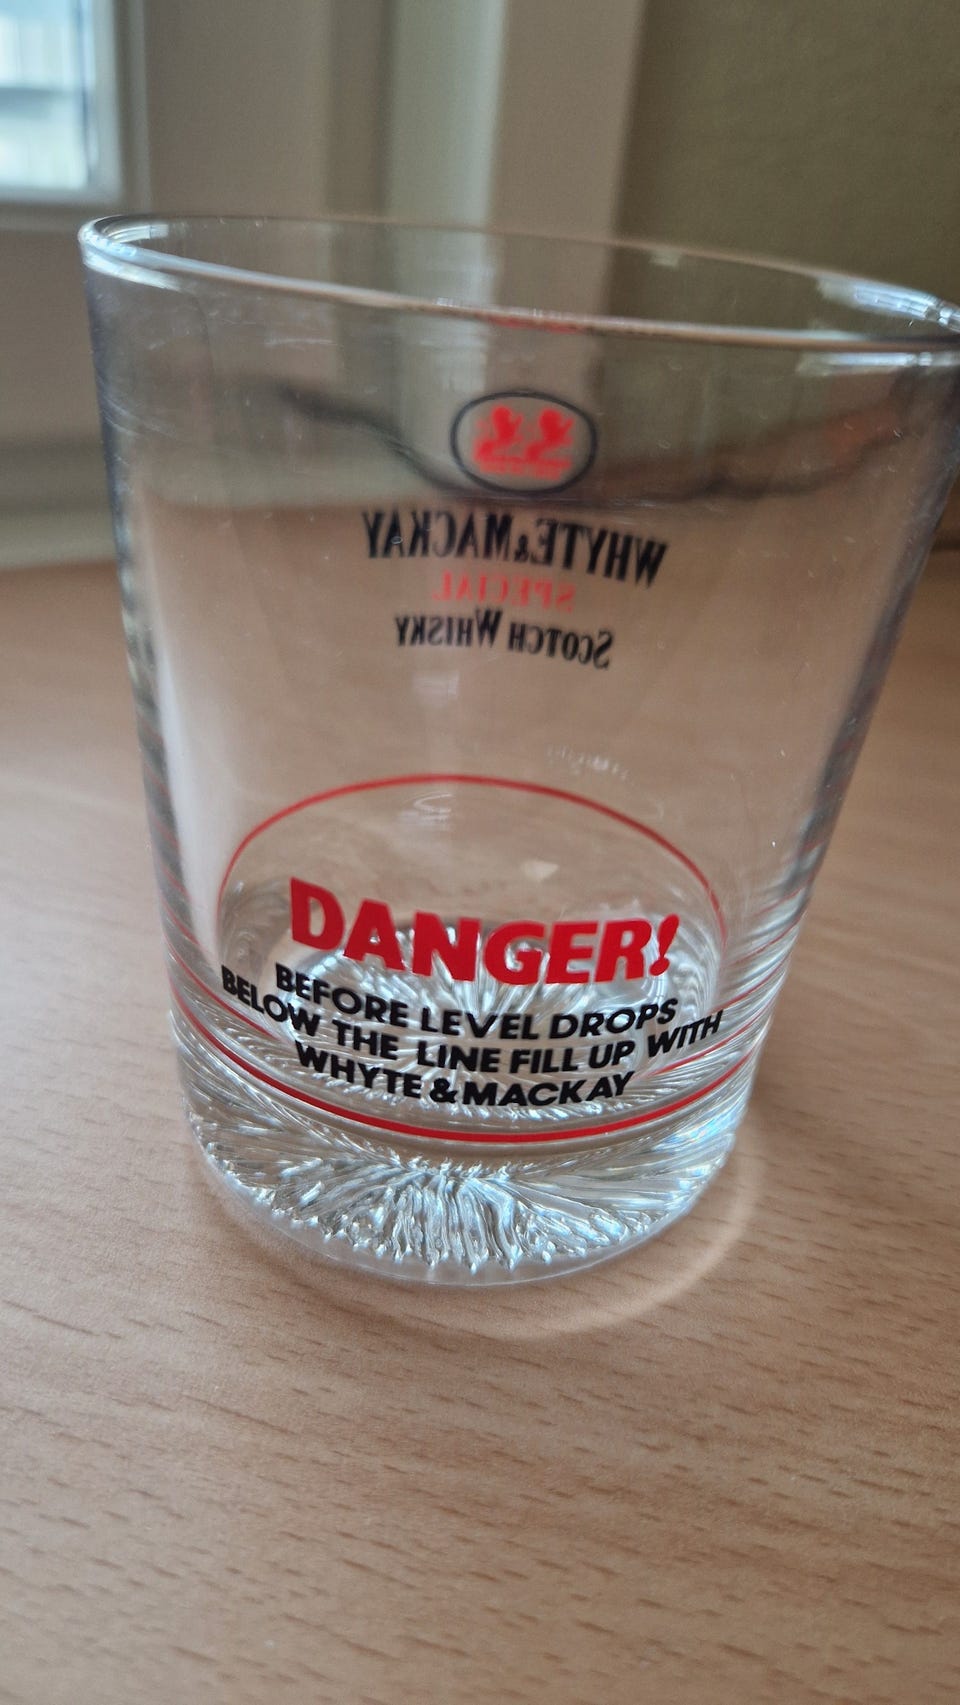 WHYTE & MACKAY
SPECIAL
SCOTCH WHISKY
DANGER!
BEFORE LEVEL DROPS
BELOW THE LINE FILL UP WITH
WHYTE & MACKAY